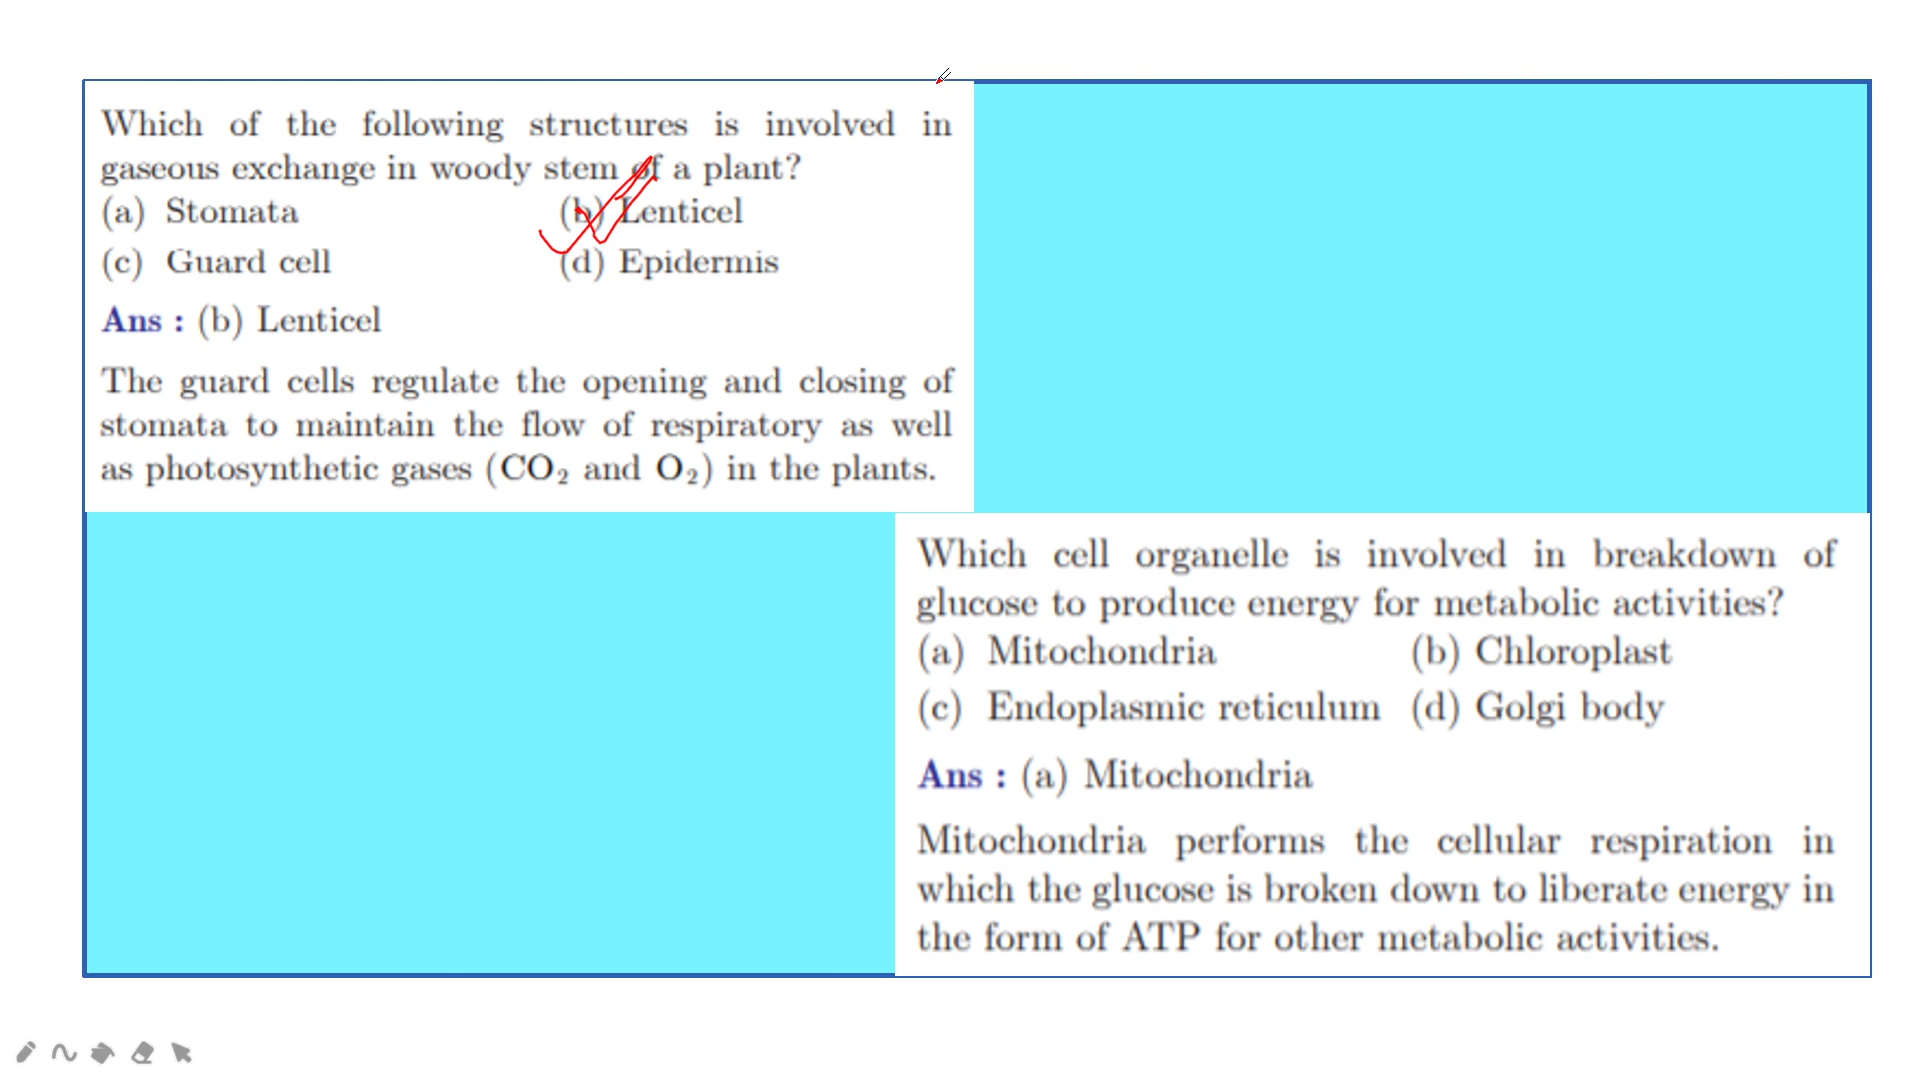 Which of the following structures is involved in
gaseous exchange in woody stem of a plant?
(a) Stomata (b) Lenticel
(c) Guard cell (d) Epidermis
Ans : (b) Lenticel
The guard cells regulate the opening and closing of
stomata to maintain the flow of respiratory as well
as photosynthetic gases (CO₂ and O₂) in the plants.
Which cell organelle is involved in breakdown of
glucose to produce energy for metabolic activities?
(a) Mitochondria (b) Chloroplast
(c) Endoplasmic reticulum (d) Golgi body
Ans : (a) Mitochondria
Mitochondria performs the cellular respiration in
which the glucose is broken down to liberate energy in
the form of ATP for other metabolic activities.